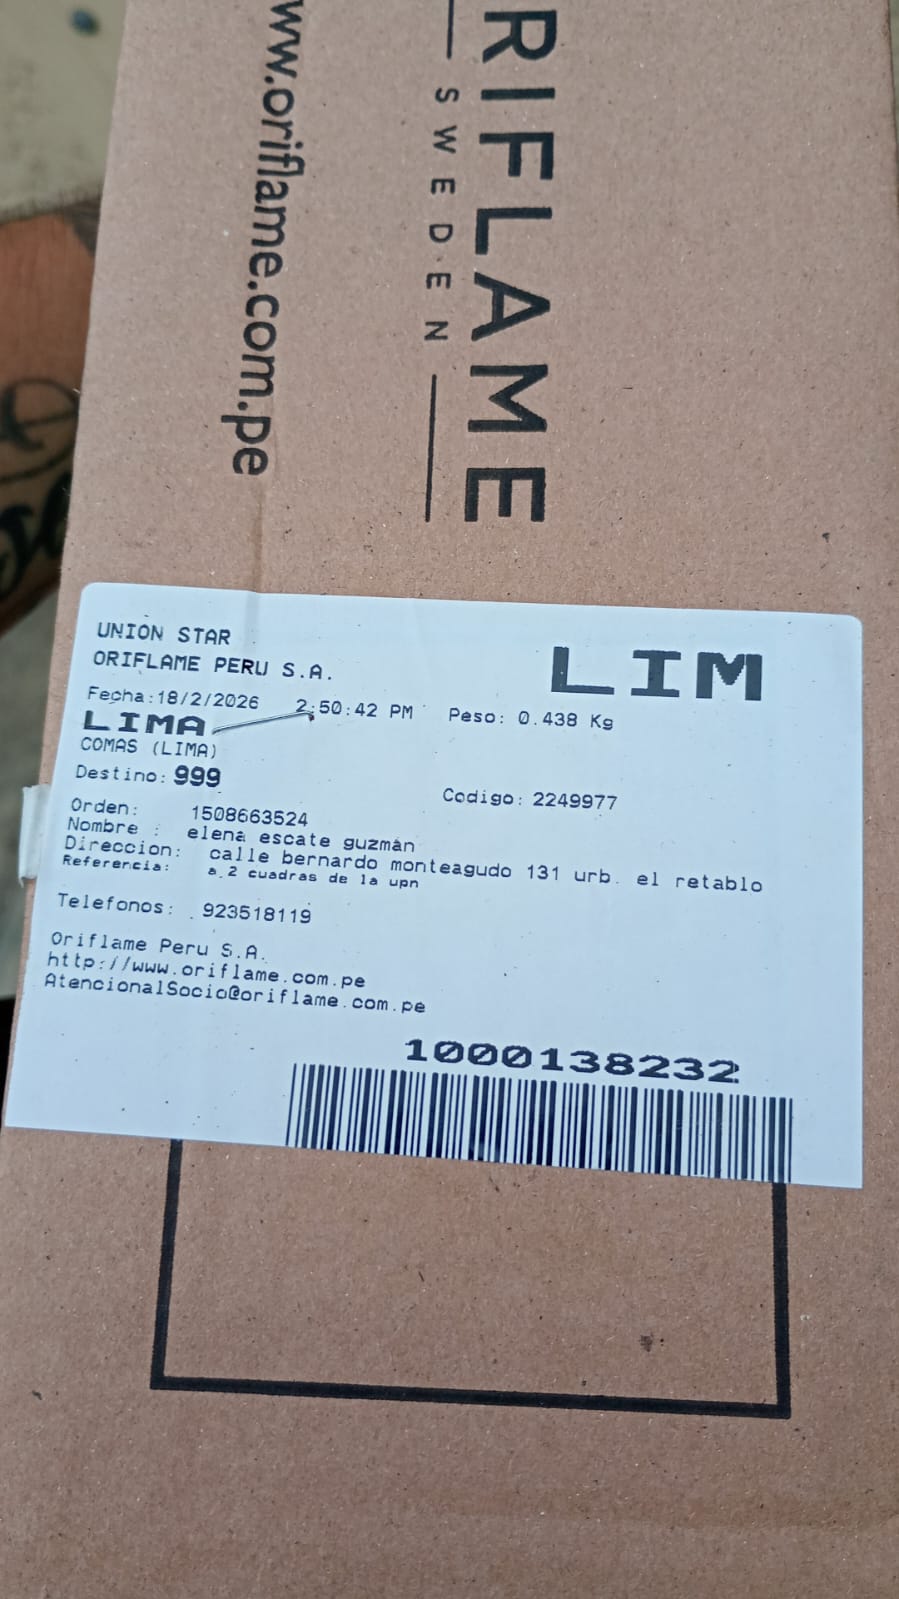 RIFLAME
SWEDEN
ww.oriflame.com.pe
UNION STAR
ORIFLAME PERU S.A.
LIM
Fecha:18/2/2026 2:50:42 PM Peso: 0.438 Kg
LIMA
COMAS (LIMA)
Destino: 999
Codigo: 2249977
Orden: 1508663524
Nombre : elena escate guzmán
Direccion: calle bernardo monteagudo 131 urb. el retablo
Referencia: a 2 cuadras de la upn
Telefonos: 923518119
Oriflame Peru S.A.
http://www.oriflame.com.pe
AtencionalSocio@oriflame.com.pe
1000138232